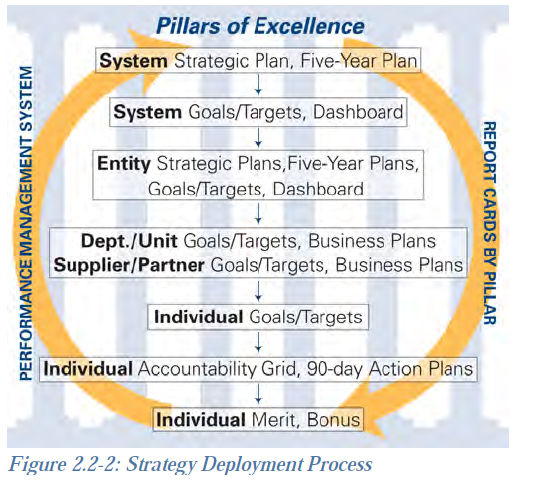 Pillars of Excellence
System Strategic Plan, Five-Year Plan
System Goals/Targets, Dashboard
Entity Strategic Plans,Five-Year Plans,
Goals/Targets, Dashboard
Dept./Unit Goals/Targets, Business Plans
Supplier/Partner Goals/Targets, Business Plans
Individual Goals/Targets
Individual Accountability Grid, 90-day Action Plans
Individual Merit, Bonus
PERFORMANCE MANAGEMENT SYSTEM
REPORT CARDS BY PILLAR
Figure 2.2-2: Strategy Deployment Process